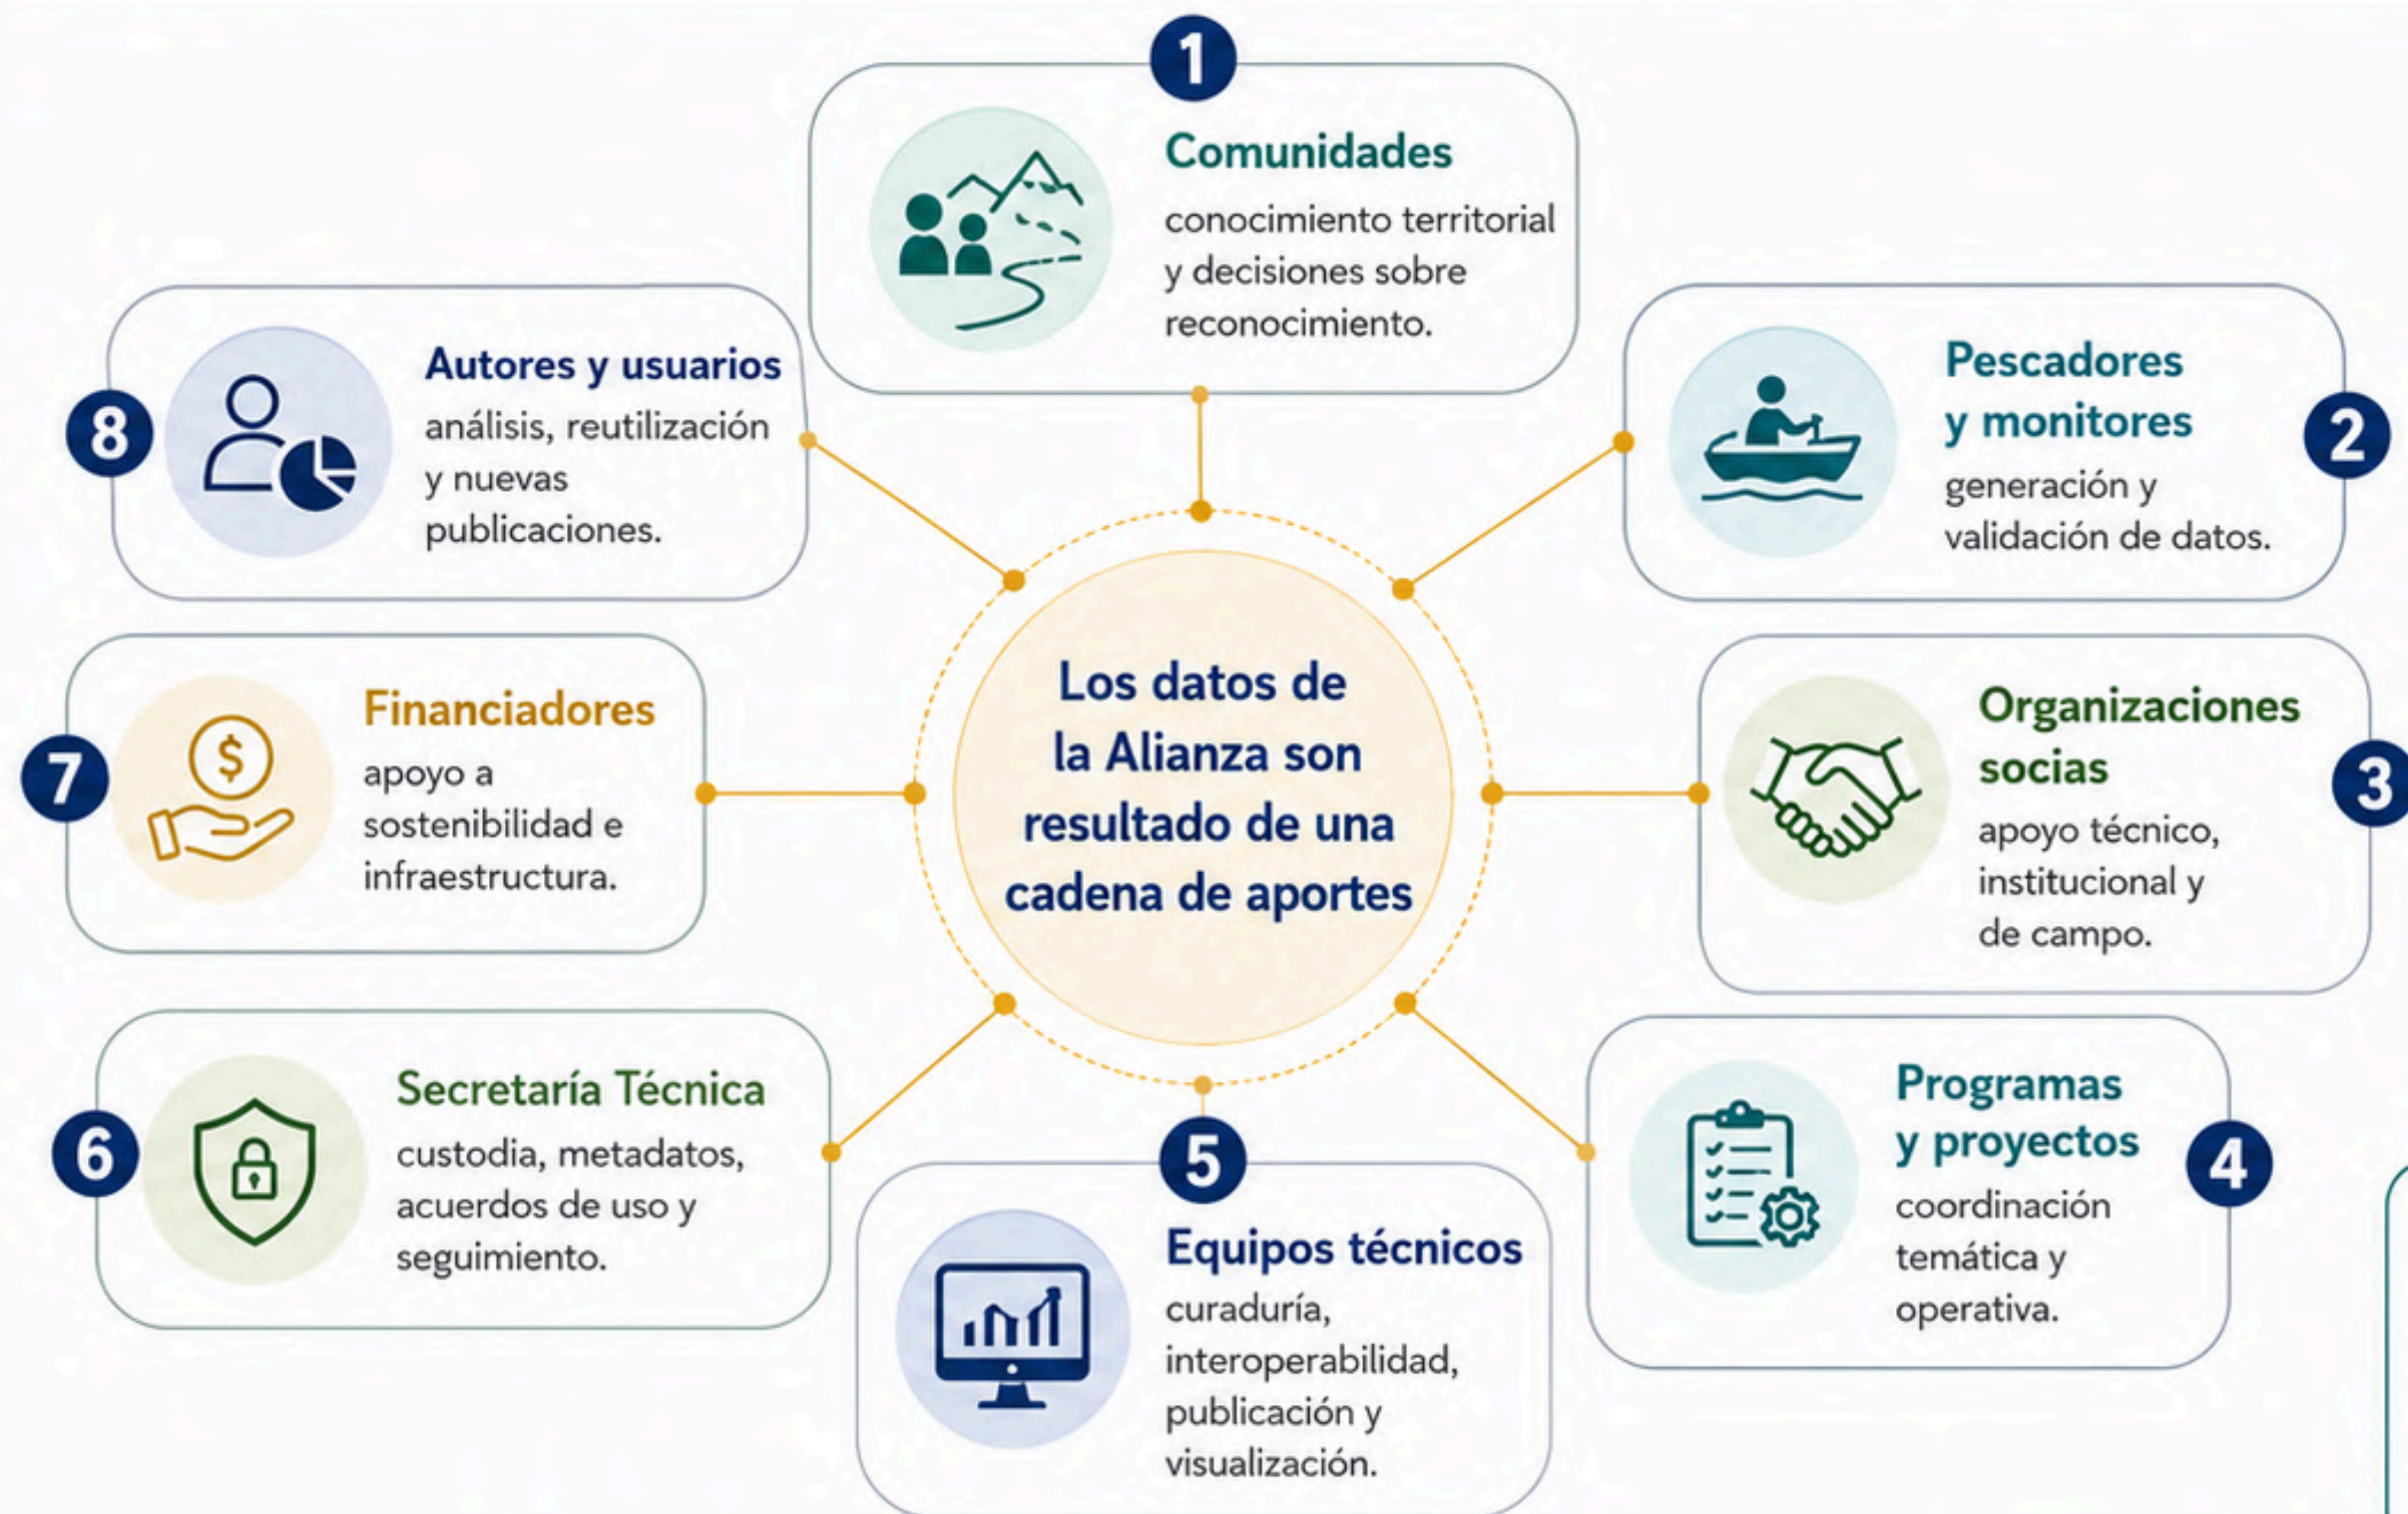 1
Comunidades
conocimiento territorial
y decisiones sobre
reconocimiento.
2
Pescadores
y monitores
generación y
validación de datos.
3
Organizaciones
socias
apoyo técnico,
institucional y
de campo.
4
Programas
y proyectos
coordinación
temática y
operativa.
5
Equipos técnicos
curaduría,
interoperabilidad,
publicación y
visualización.
6
Secretaría Técnica
custodia, metadatos,
acuerdos de uso y
seguimiento.
7
Financiadores
$
apoyo a
sostenibilidad e
infraestructura.
8
Autores y usuarios
análisis, reutilización
y nuevas
publicaciones.
Los datos de
la Alianza son
resultado de una
cadena de aportes